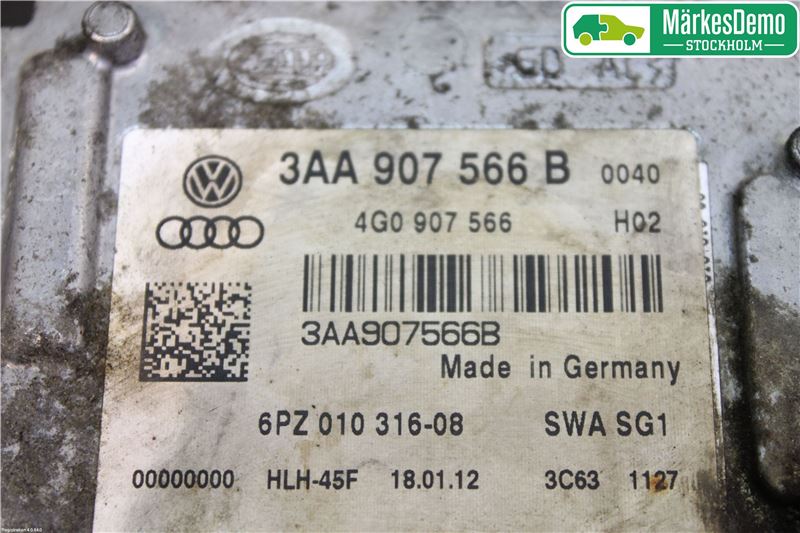 MärkesDemo
STOCKHOLM
3AA 907 566 B 0040
4G0 907 566 H02
3AA907566B
Made in Germany
6PZ 010 316-08 SWA SG1
00000000 HLH-45F 18.01.12 3C63 1127